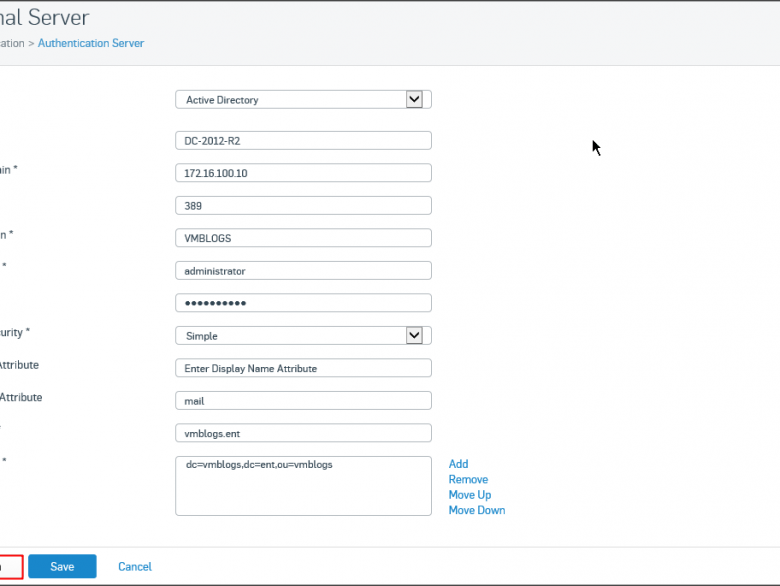 nal Server
ation > Authentication Server
Active Directory
DC-2012-R2
ain *
172.16.100.10
389
n *
VMBLOGS
*
administrator
••••••••••
curity *
Simple
Attribute
Enter Display Name Attribute
Attribute
mail
*
vmblogs.ent
*
dc=vmblogs,dc=ent,ou=vmblogs
Add
Remove
Move Up
Move Down
n
Save
Cancel